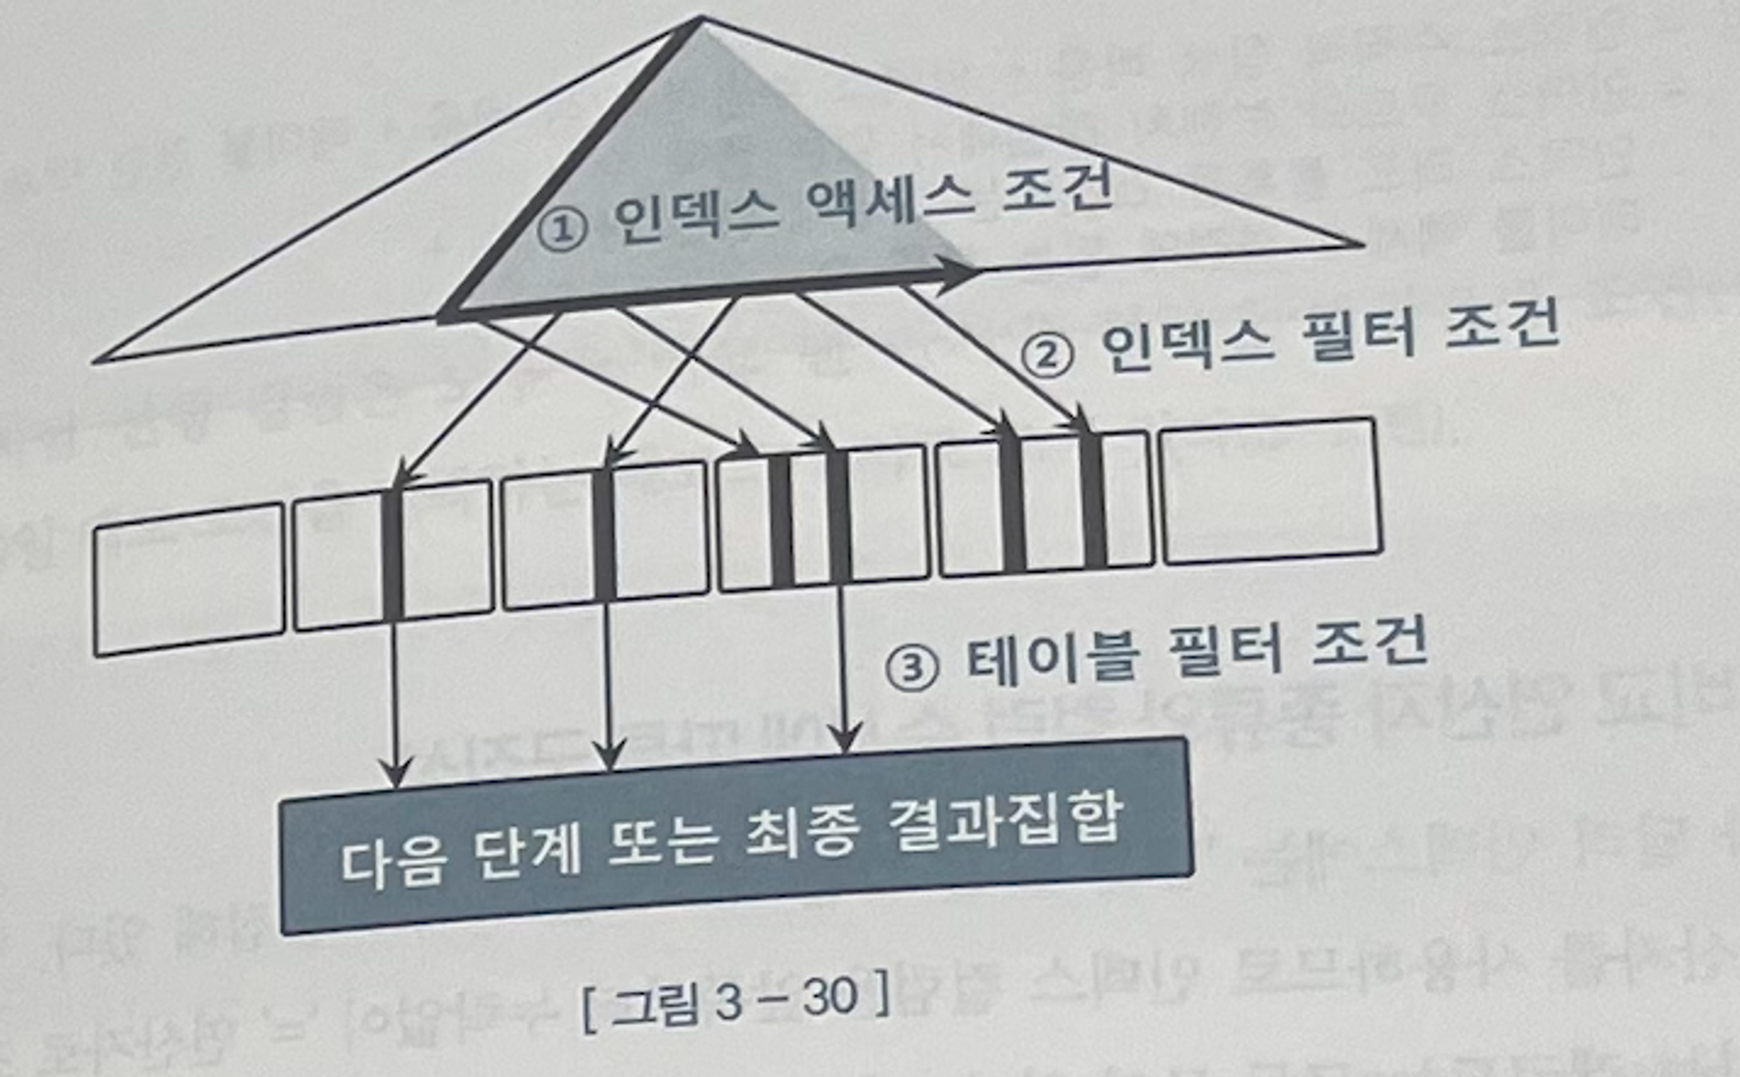 ① 인덱스 액세스 조건
② 인덱스 필터 조건
③ 테이블 필터 조건
다음 단계 또는 최종 결과집합
[ 그림 3 – 30 ]